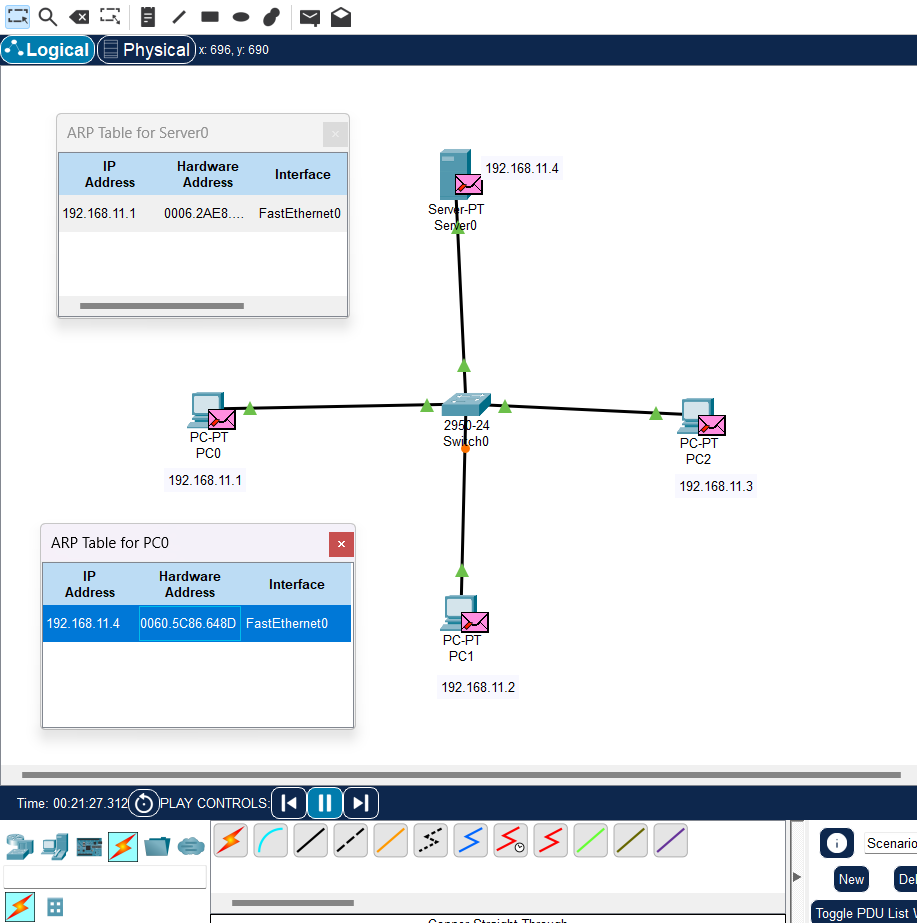 Logical
Physical
x: 696, y: 690
ARP Table for Server0
IP Address
Hardware Address
Interface
192.168.11.1
0006.2AE8....
FastEthernet0
192.168.11.4
Server-PT
Server0
2950-24
Switch0
PC-PT
PC0
192.168.11.1
PC-PT
PC2
192.168.11.3
ARP Table for PC0
IP Address
Hardware Address
Interface
192.168.11.4
0060.5C86.648D
FastEthernet0
PC-PT
PC1
192.168.11.2
Time: 00:21:27.312
PLAY CONTROLS:
Scenario
New
Del
Toggle PDU List
Copper Straight-Through